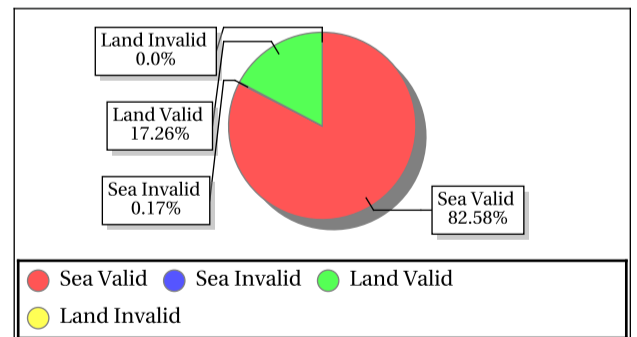 Land Invalid
0.0%
Land Valid
17.26%
Sea Invalid
0.17%
Sea Valid
82.58%
Sea Valid Sea Invalid Land Valid
Land Invalid